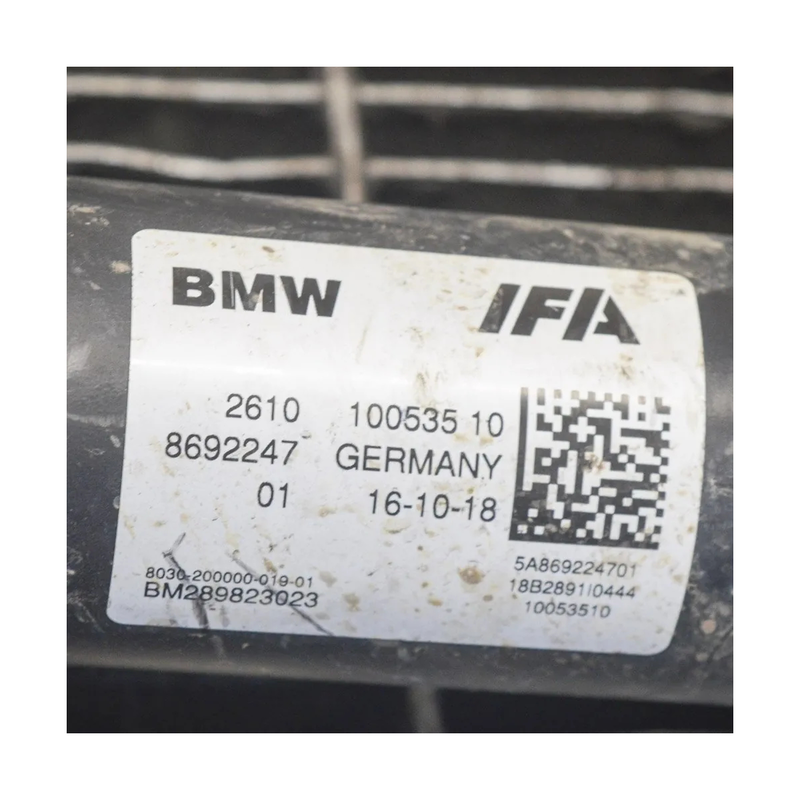 BMW IFA
2610 100535 10
8692247 GERMANY
01 16-10-18
8030-200000-019-01
BM289823023
5A869224701
18B2891I0444
10053510